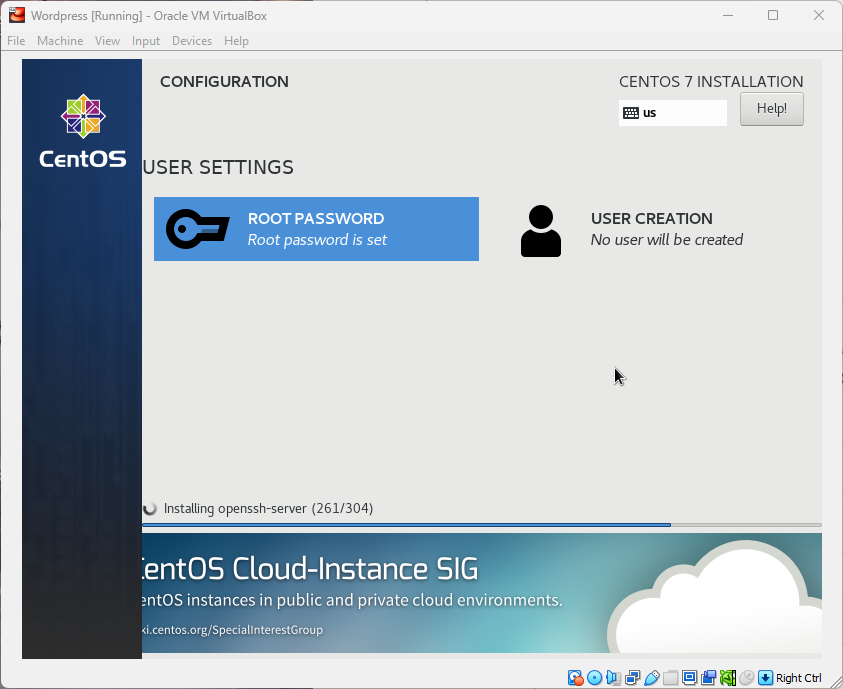 Wordpress [Running] - Oracle VM VirtualBox
File Machine View Input Devices Help
CONFIGURATION
CENTOS 7 INSTALLATION
us
Help!
CentOS
USER SETTINGS
ROOT PASSWORD
Root password is set
USER CREATION
No user will be created
Installing openssh-server (261/304)
CentOS Cloud-Instance SIG
entOS instances in public and private cloud environments.
ki.centos.org/SpecialInterestGroup
Right Ctrl